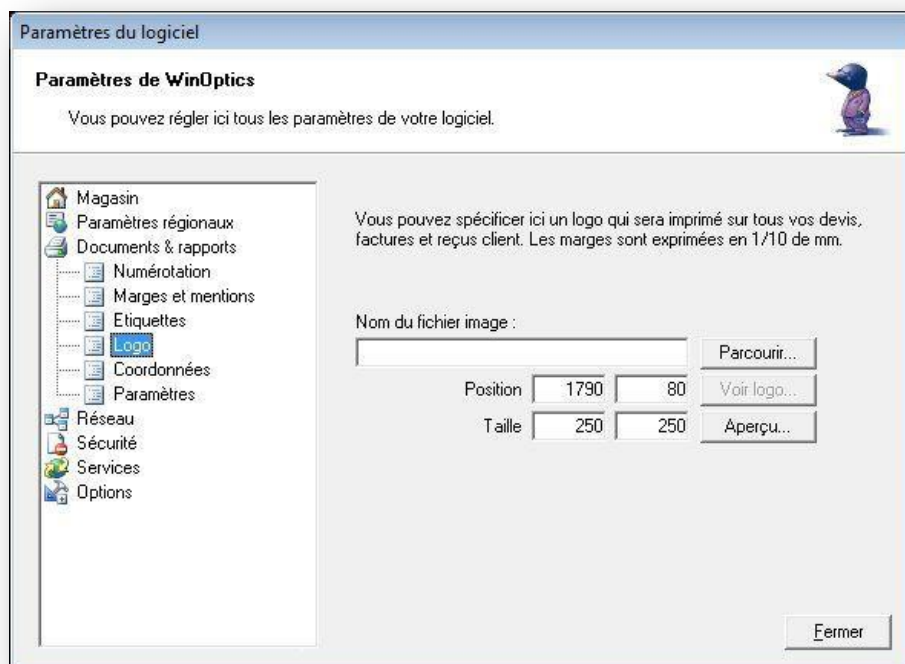 Paramètres du logiciel
Paramètres de WinOptics
Vous pouvez régler ici tous les paramètres de votre logiciel.
Magasin
Paramètres régionaux
Documents & rapports
Numérotation
Marges et mentions
Etiquettes
Logo
Coordonnées
Paramètres
Réseau
Sécurité
Services
Options
Vous pouvez spécificer ici un logo qui sera imprimé sur tous vos devis,
factures et reçus client. Les marges sont exprimées en 1/10 de mm.
Nom du fichier image :
Parcourir...
Position 1790 80 Voir logo...
Taille 250 250 Aperçu...
Fermer